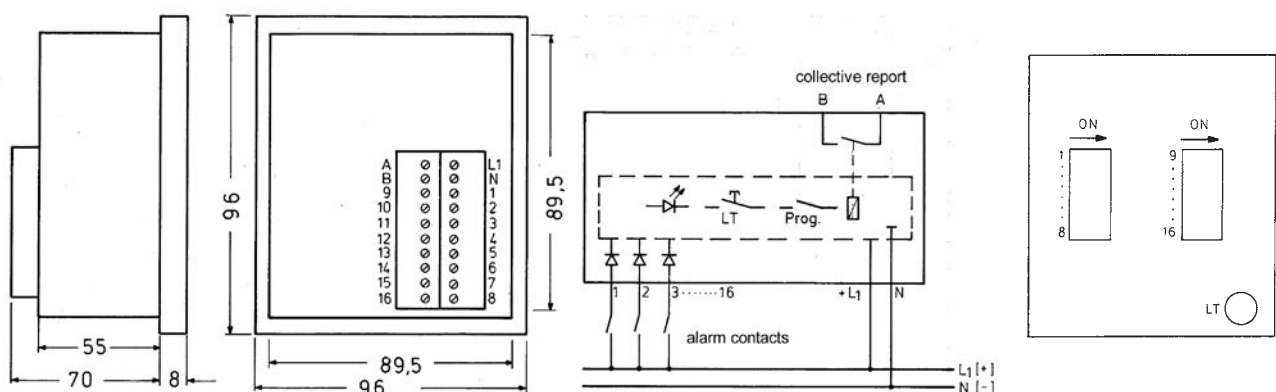 55
70
8
96
A L1
B N
9 1
10 2
11 3
12 4
13 5
14 6
15 7
16 8
89,5
89,5
96
collective report
B A
LT Prog.
1 2 3.......16 +L1 N
alarm contacts
L1 [+]
N [-]
ON ON
1 9
8 16
LT